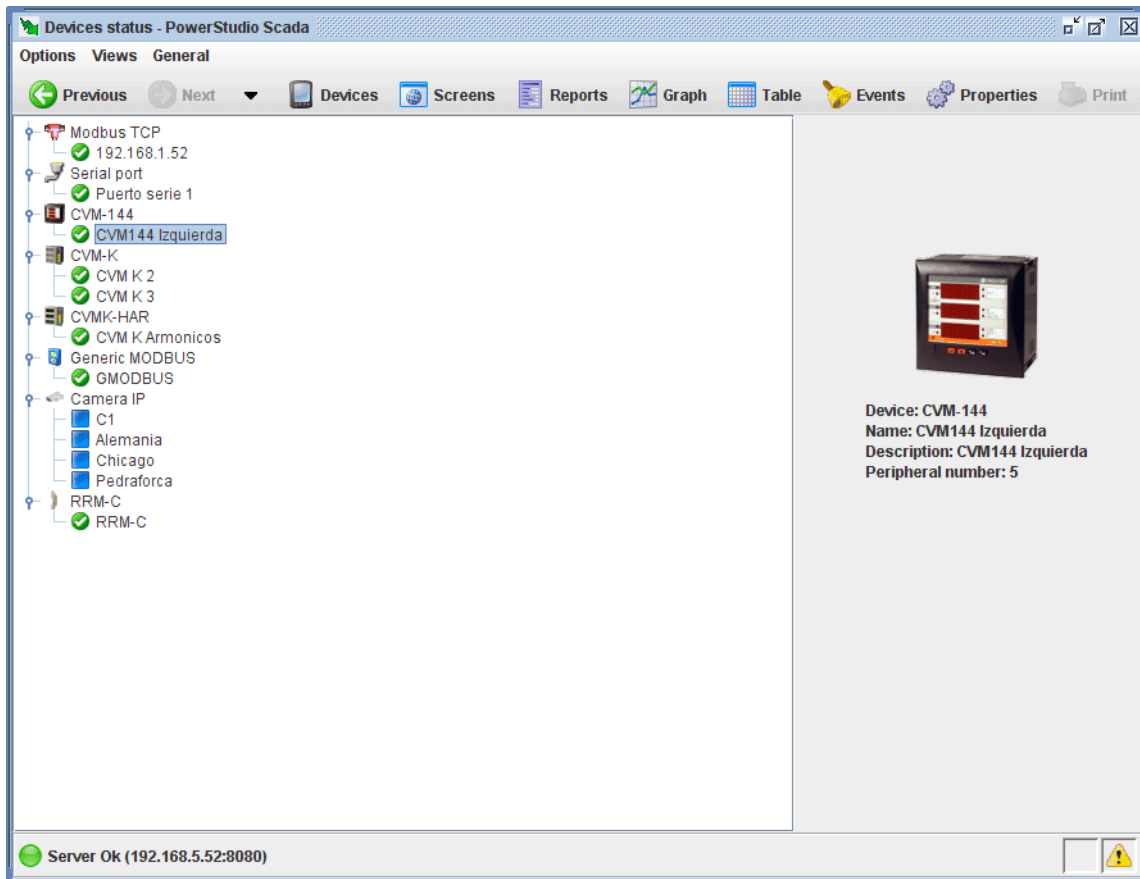 Devices status - PowerStudio Scada
Options Views General
Previous Next Devices Screens Reports Graph Table Events Properties Print
Modbus TCP
192.168.1.52
Serial port
Puerto serie 1
CVM-144
CVM144 Izquierda
CVM-K
CVM K 2
CVM K 3
CVMK-HAR
CVM K Armonicos
Generic MODBUS
GMODBUS
Camera IP
C1
Alemania
Chicago
Pedraforca
RRM-C
RRM-C
Device: CVM-144
Name: CVM144 Izquierda
Description: CVM144 Izquierda
Peripheral number: 5
Server Ok (192.168.5.52:8080)